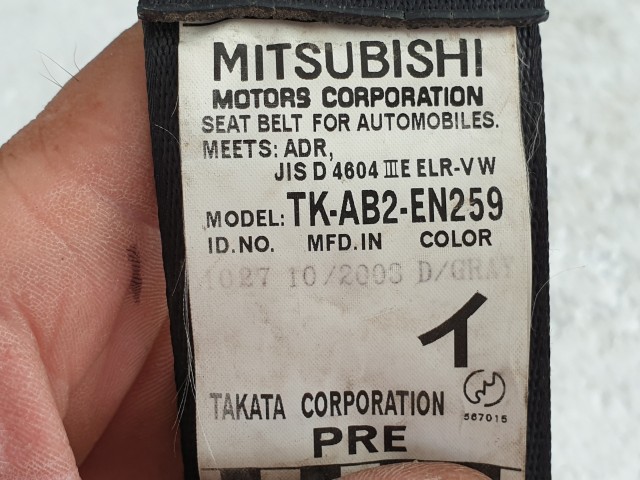 MITSUBISHI
MOTORS CORPORATION
SEAT BELT FOR AUTOMOBILES.
MEETS: ADR,
JIS D 4604 ⅢE ELR-VW
MODEL: TK-AB2-EN259
ID.NO. MFD.IN COLOR
D/GRAY
イ
TAKATA CORPORATION
567015
PRE